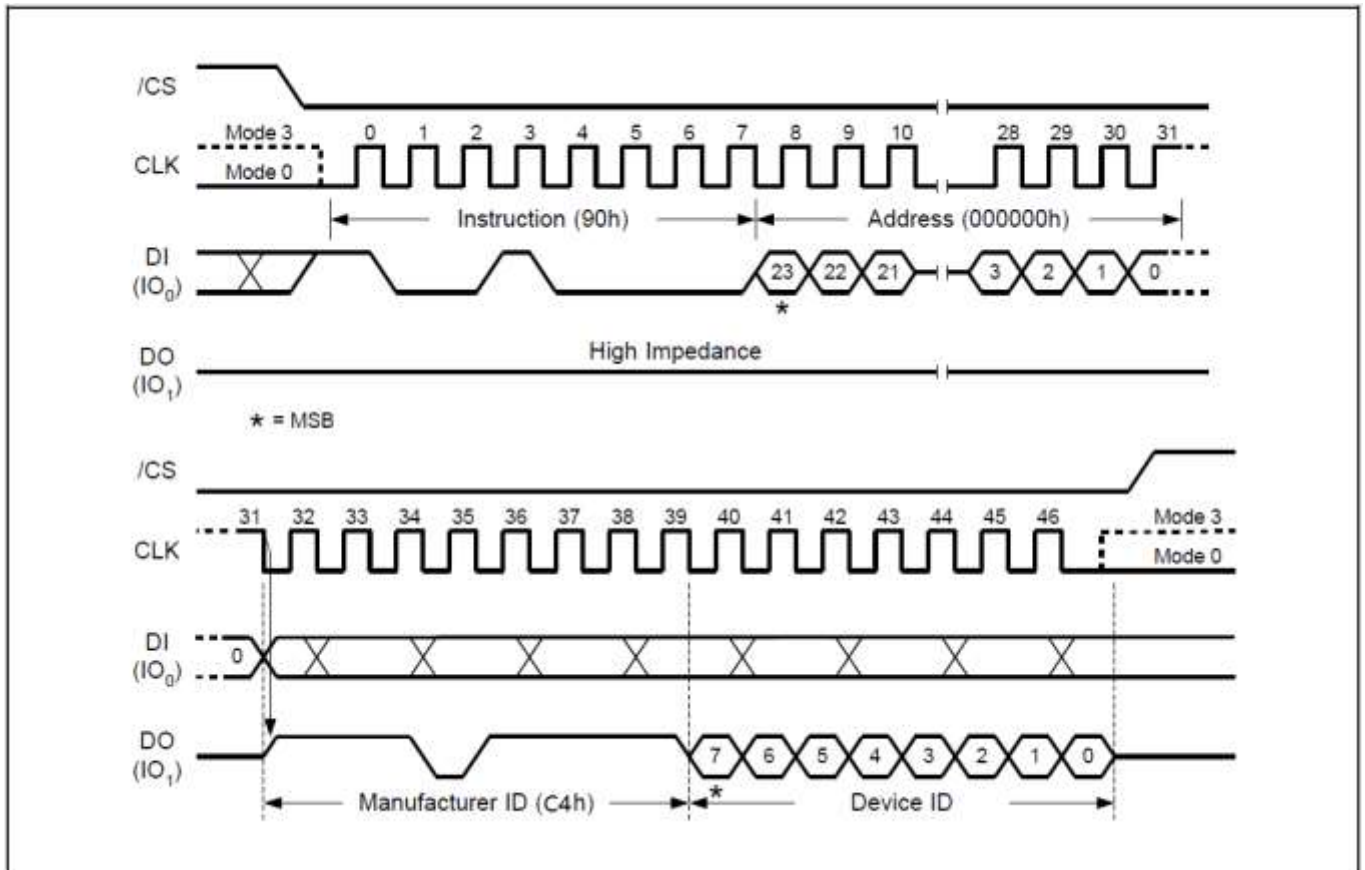 /CS
Mode 3 0 1 2 3 4 5 6 7 8 9 10 28 29 30 31
CLK
Mode 0
Instruction (90h) Address (000000h)
DI
(IO0) 23 22 21 3 2 1 0
*
High Impedance
DO
(IO1)
* = MSB
/CS
31 32 33 34 35 36 37 38 39 40 41 42 43 44 45 46 Mode 3
CLK
Mode 0
DI
(IO0) 0
DO
(IO1) 7 6 5 4 3 2 1 0
*
Manufacturer ID (C4h) Device ID